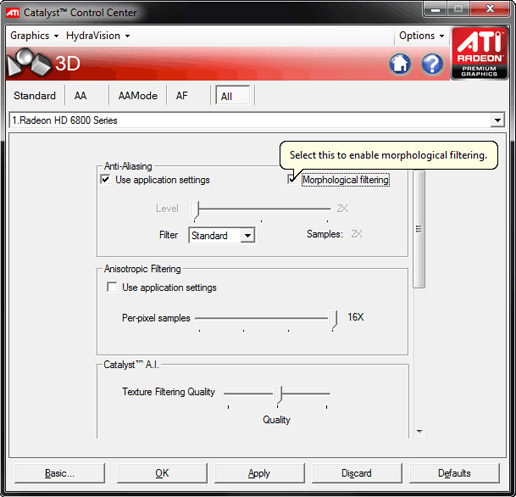 ATI Catalyst™ Control Center
Graphics HydraVision Options
3D
ATI
RADEON
PREMIUM
GRAPHICS
Standard AA AAMode AF All
1.Radeon HD 6800 Series
Select this to enable morphological filtering.
Anti-Aliasing
Use application settings Morphological filtering
Level 2X
Filter Standard Samples: 2X
Anisotropic Filtering
Use application settings
Per-pixel samples 16X
Catalyst™ A.I.
Texture Filtering Quality
Quality
Basic... OK Apply Discard Defaults